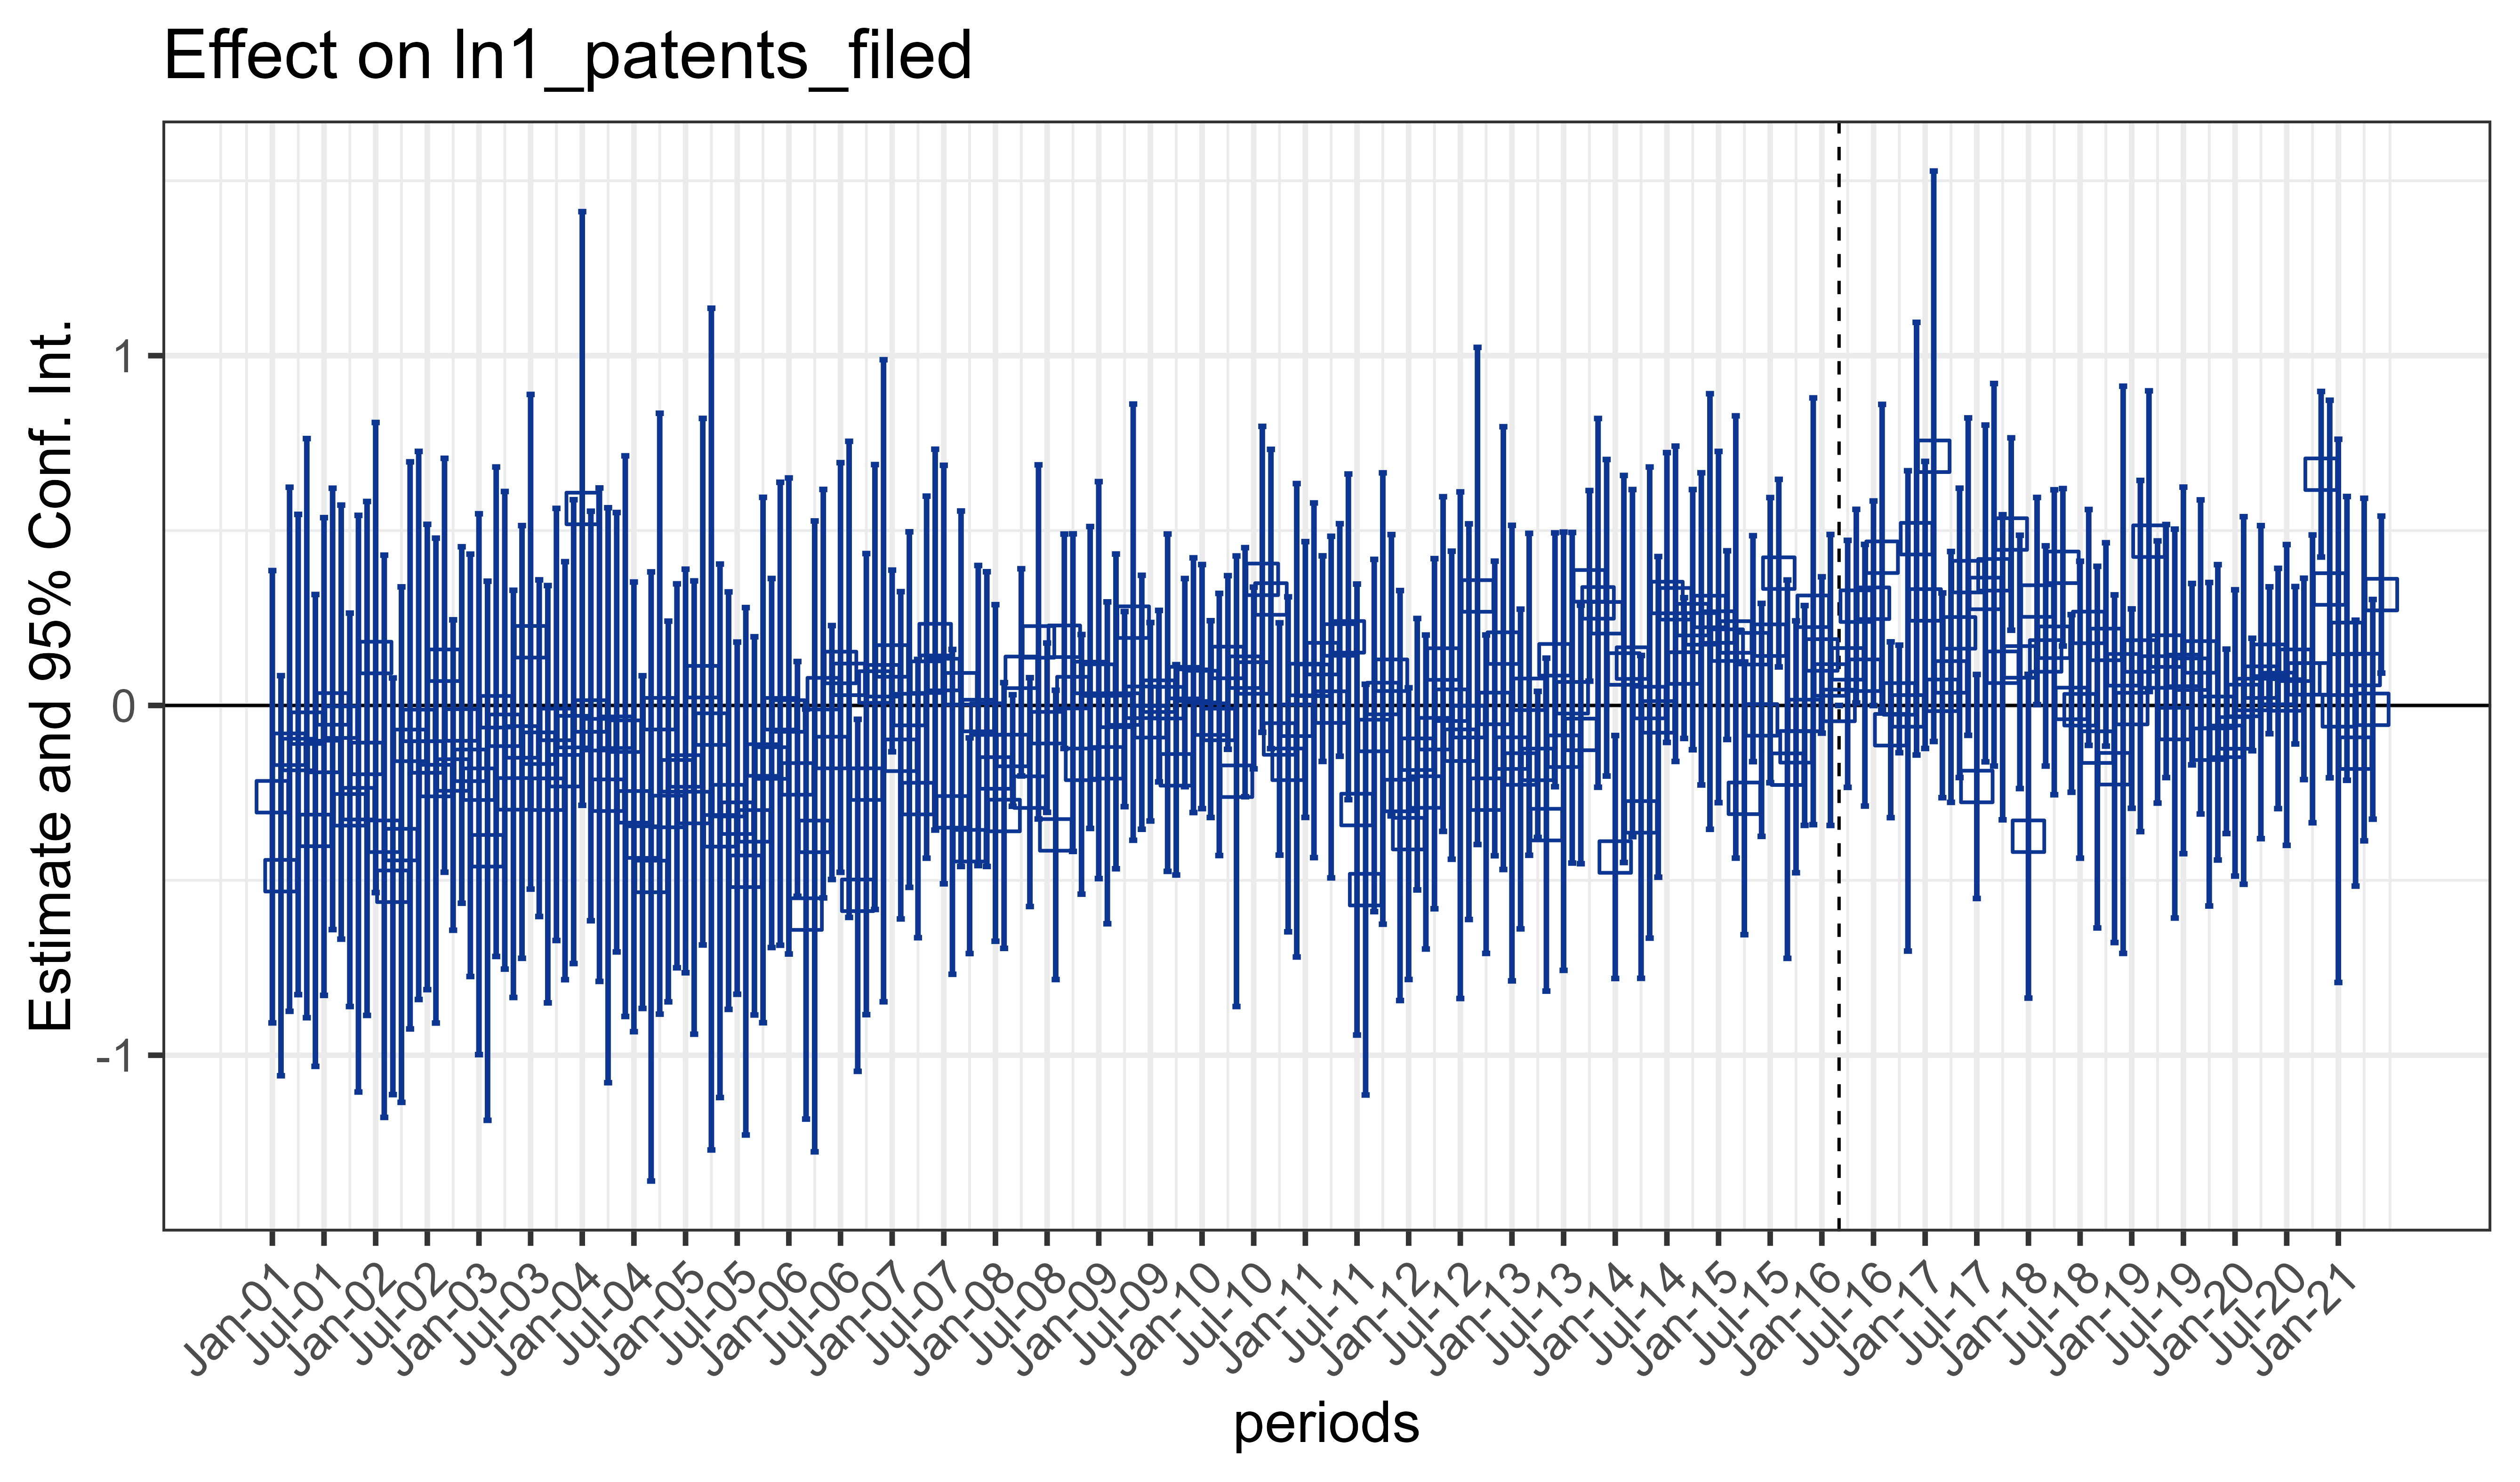 Effect on ln1_patents_filed
Estimate and 95% Conf. Int.
1
0
-1
Jan-01
Jul-01
Jan-02
Jul-02
Jan-03
Jul-03
Jan-04
Jul-04
Jan-05
Jul-05
Jan-06
Jul-06
Jan-07
Jul-07
Jan-08
Jul-08
Jan-09
Jul-09
Jan-10
Jul-10
Jan-11
Jul-11
Jan-12
Jul-12
Jan-13
Jul-13
Jan-14
Jul-14
Jan-15
Jul-15
Jan-16
Jul-16
Jan-17
Jul-17
Jan-18
Jul-18
Jan-19
Jul-19
Jan-20
Jul-20
Jan-21
periods